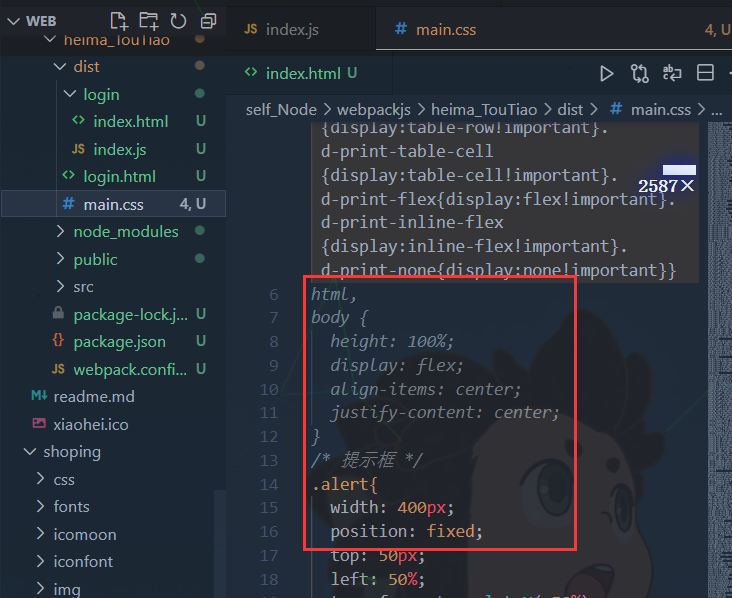 WEB
heima_TouTiao
dist
login
index.html U
JS index.js U
login.html U
# main.css 4, U
node_modules
public
src
package-lock.j... U
{} package.json U
JS webpack.confi... U
M↓ readme.md
xiaohei.ico
shoping
css
fonts
icomoon
iconfont
img
JS index.js
# main.css 4, U
index.html U
self_Node > webpackjs > heima_TouTiao > dist > # main.css > ...
{display:table-row!important}.
d-print-table-cell
{display:table-cell!important}.
d-print-flex{display:flex!important}.
d-print-inline-flex
{display:inline-flex!important}.
d-print-none{display:none!important}}
2587×
6 html,
7 body {
8 height: 100%;
9 display: flex;
10 align-items: center;
11 justify-content: center;
12 }
13 /* 提示框 */
14 .alert{
15 width: 400px;
16 position: fixed;
17 top: 50px;
18 left: 50%;